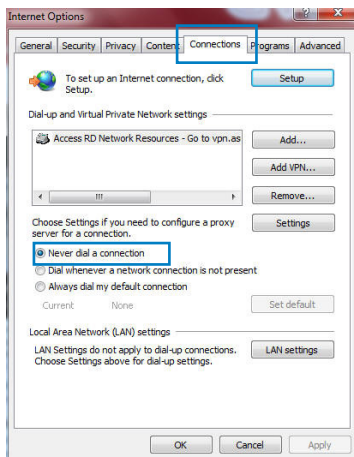 Internet Options
General Security Privacy Content Connections Programs Advanced
To set up an Internet connection, click
Setup.
Setup
Dial-up and Virtual Private Network settings
Access RD Network Resources - Go to vpn.as
Add...
Add VPN...
Remove...
Choose Settings if you need to configure a proxy
server for a connection.
Settings
Never dial a connection
Dial whenever a network connection is not present
Always dial my default connection
Current None
Set default
Local Area Network (LAN) settings
LAN Settings do not apply to dial-up connections.
Choose Settings above for dial-up settings.
LAN settings
OK Cancel Apply